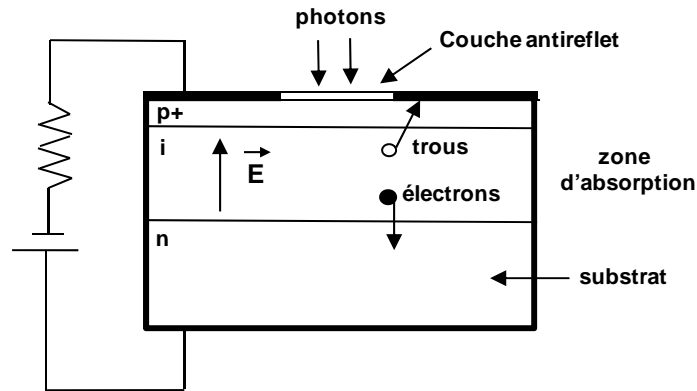 photons
Couche antireflet
p+
i
E
trous
zone
d'absorption
électrons
n
substrat